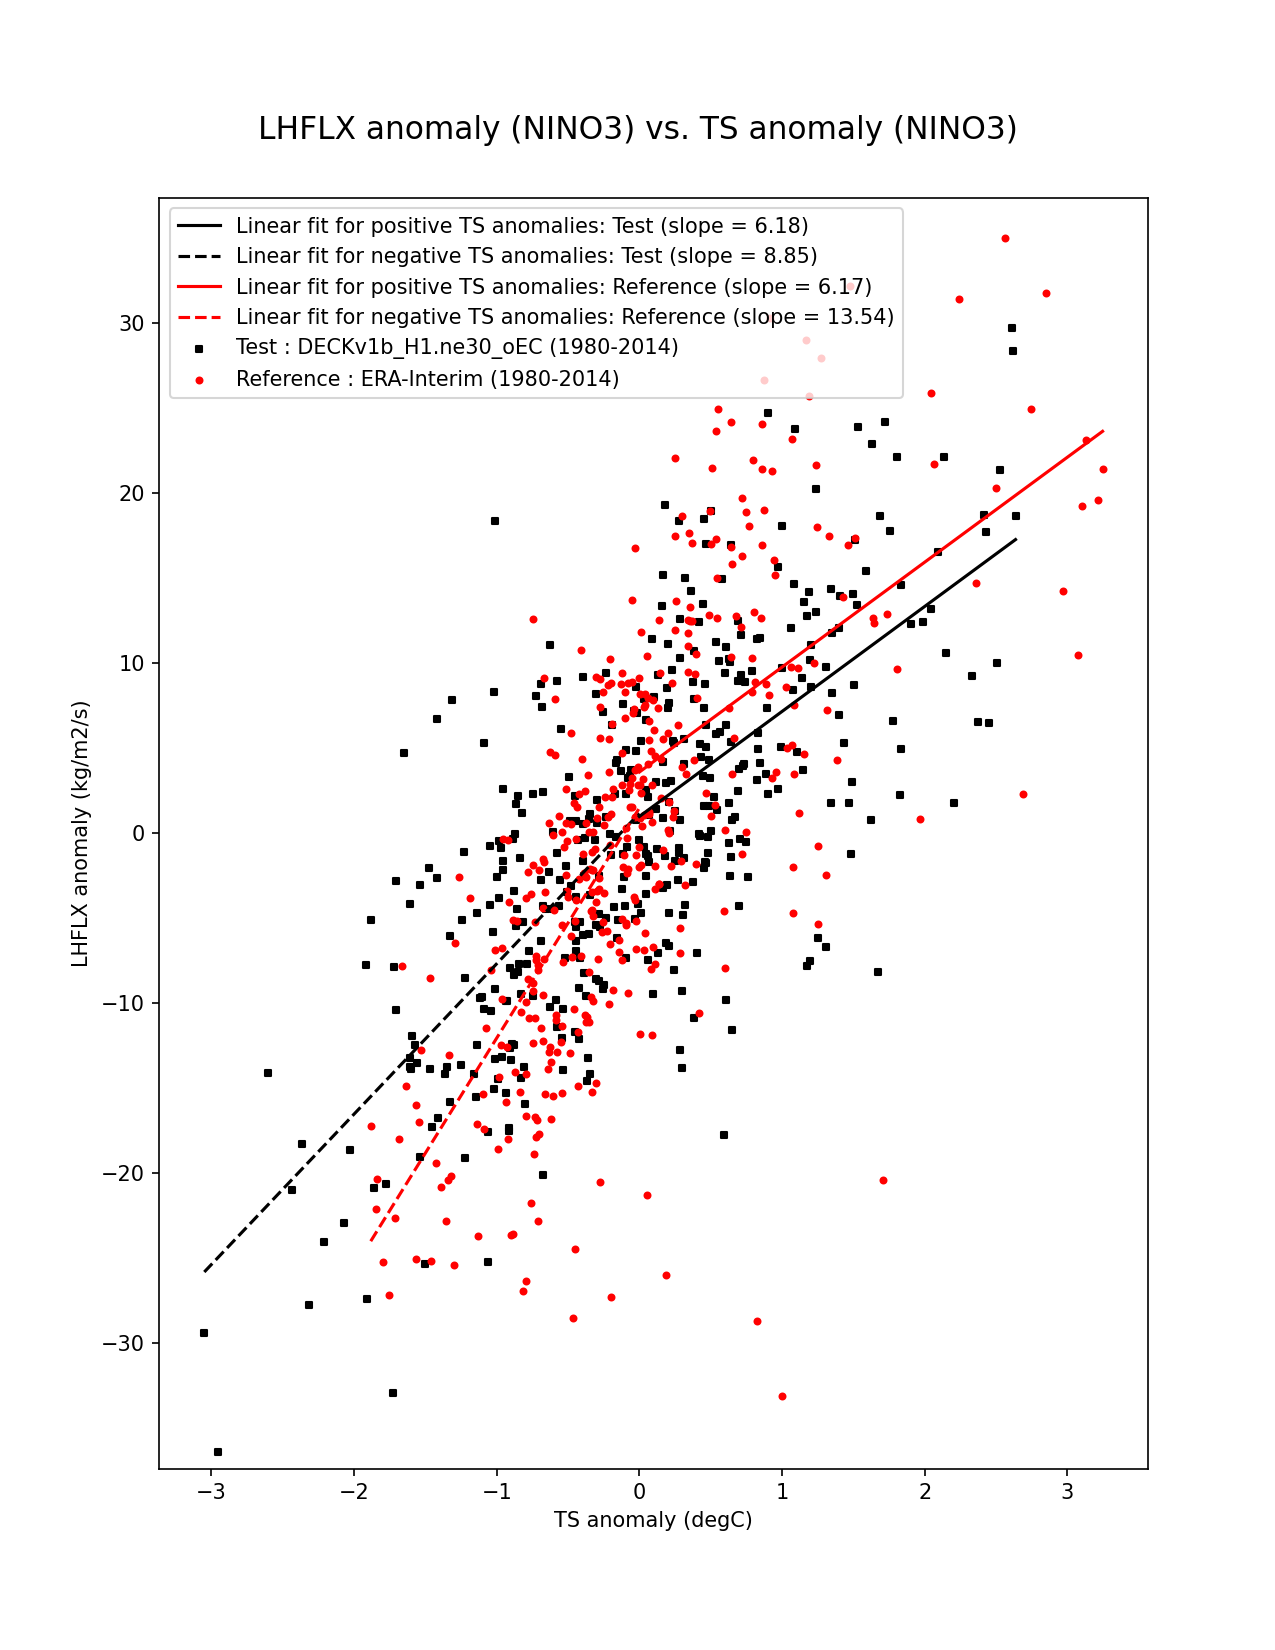 LHFLX anomaly (NINO3) vs. TS anomaly (NINO3)
Linear fit for positive TS anomalies: Test (slope = 6.18)
Linear fit for negative TS anomalies: Test (slope = 8.85)
Linear fit for positive TS anomalies: Reference (slope = 6.17)
Linear fit for negative TS anomalies: Reference (slope = 13.54)
Test : DECKv1b_H1.ne30_oEC (1980-2014)
Reference : ERA-Interim (1980-2014)
30
20
10
0
−10
−20
−30
LHFLX anomaly (kg/m2/s)
−3 −2 −1 0 1 2 3
TS anomaly (degC)